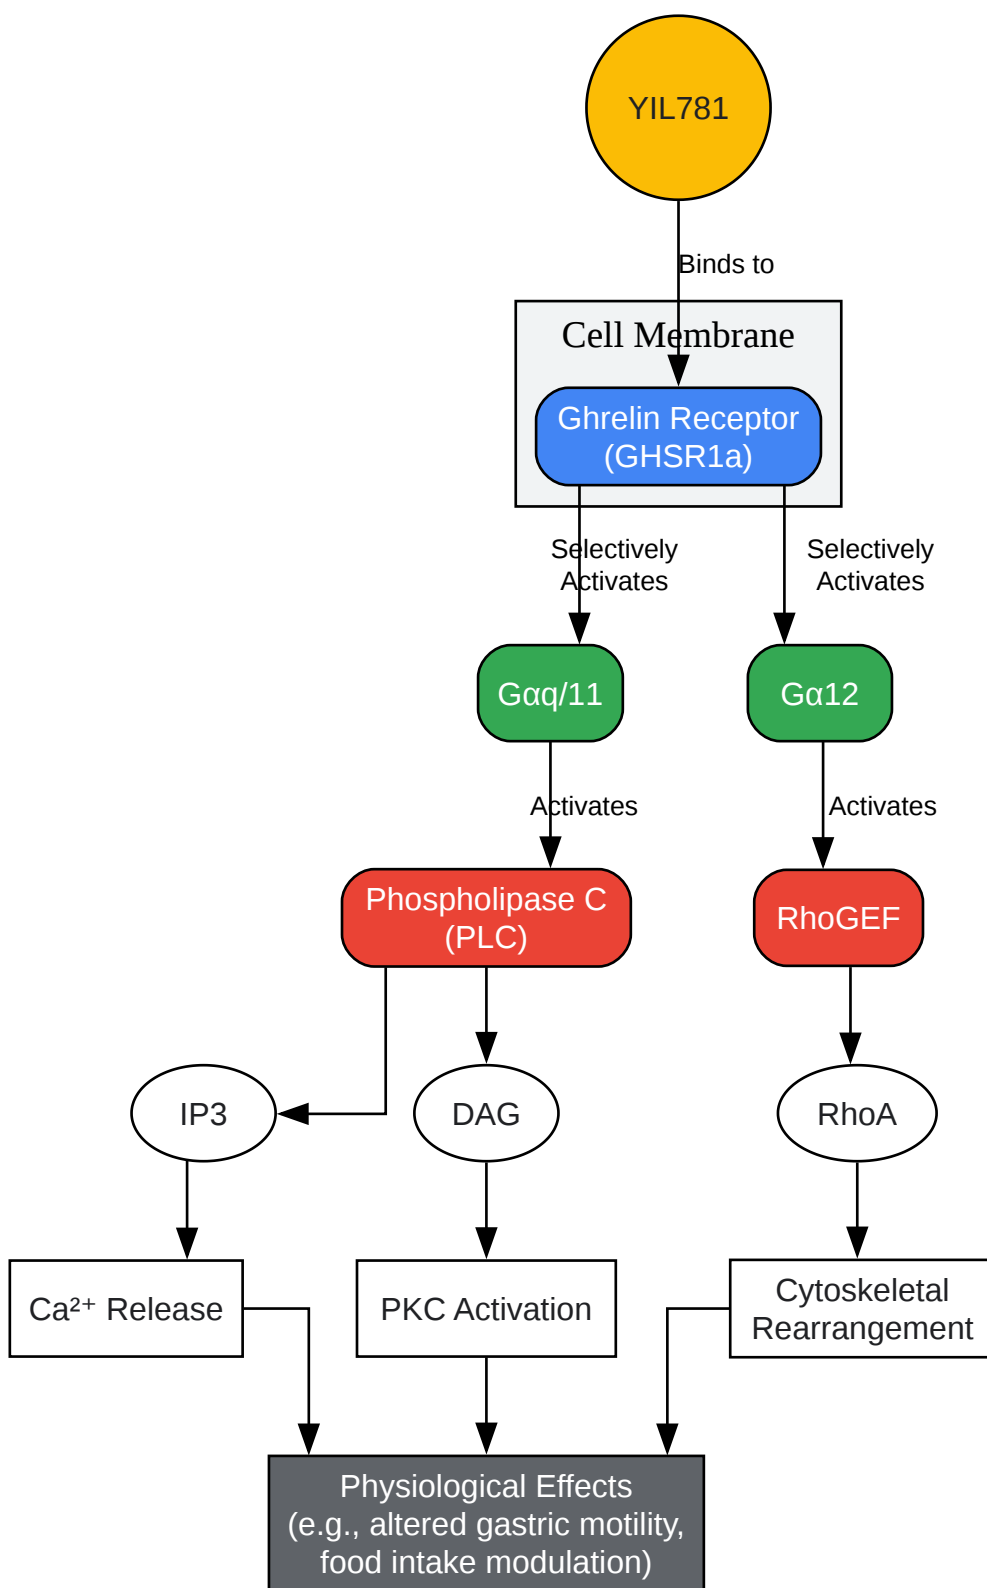 YIL781
Binds to
Cell Membrane
Ghrelin Receptor
(GHSR1a)
Selectively
Activates
Selectively
Activates
Gαq/11
Gα12
Activates
Activates
Phospholipase C
(PLC)
RhoGEF
IP3
DAG
RhoA
Ca²⁺ Release
PKC Activation
Cytoskeletal
Rearrangement
Physiological Effects
(e.g., altered gastric motility,
food intake modulation)